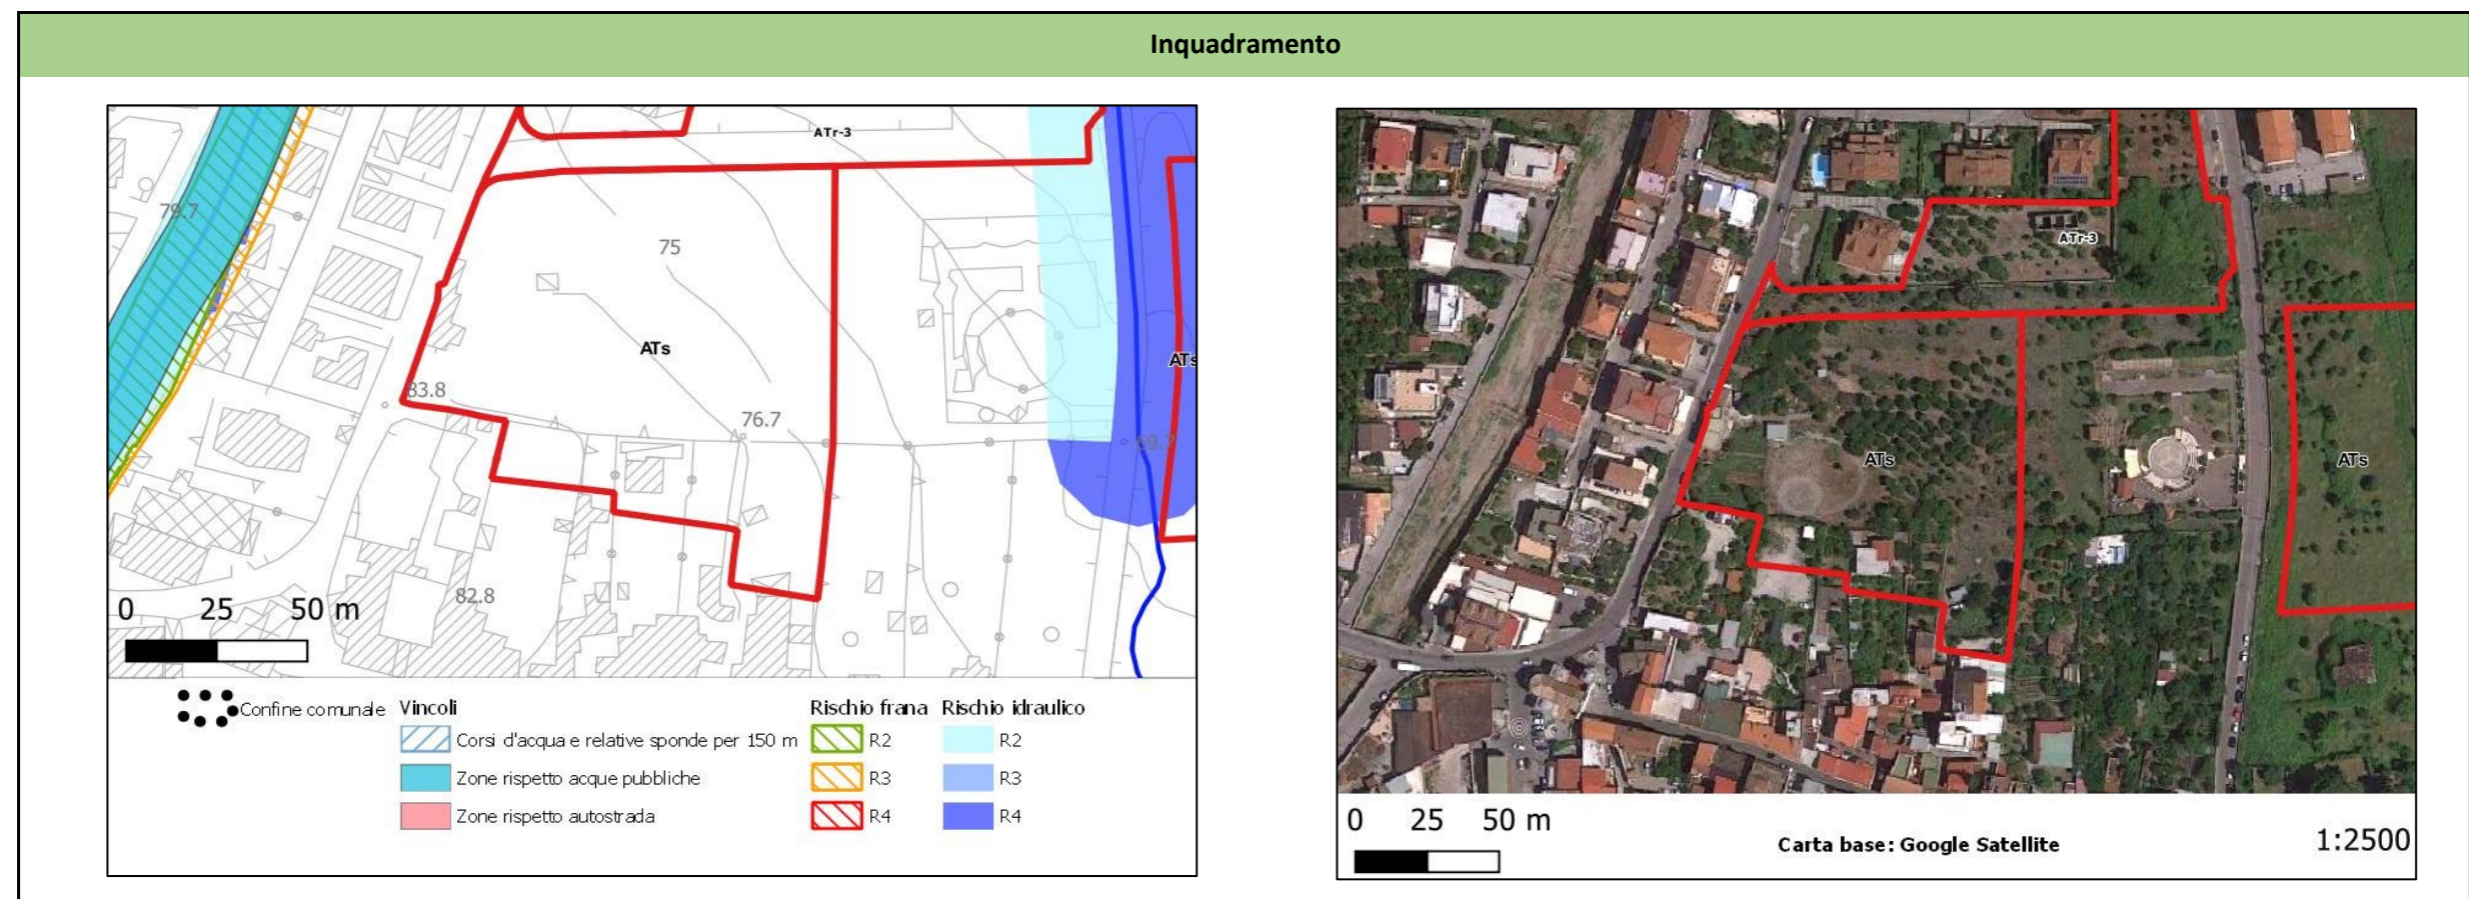 Inquadramento
ATr-3
79.7
75
ATs
ATs
83.8
76.7
69.7
82.8
0 25 50 m
Confine comunale
Vincoli
Corsi d'acqua e relative sponde per 150 m
Zone rispetto acque pubbliche
Zone rispetto autostrada
Rischio frana
R2
R3
R4
Rischio idraulico
R2
R3
R4
ATr-3
ATs
ATs
0 25 50 m
Carta base: Google Satellite
1:2500